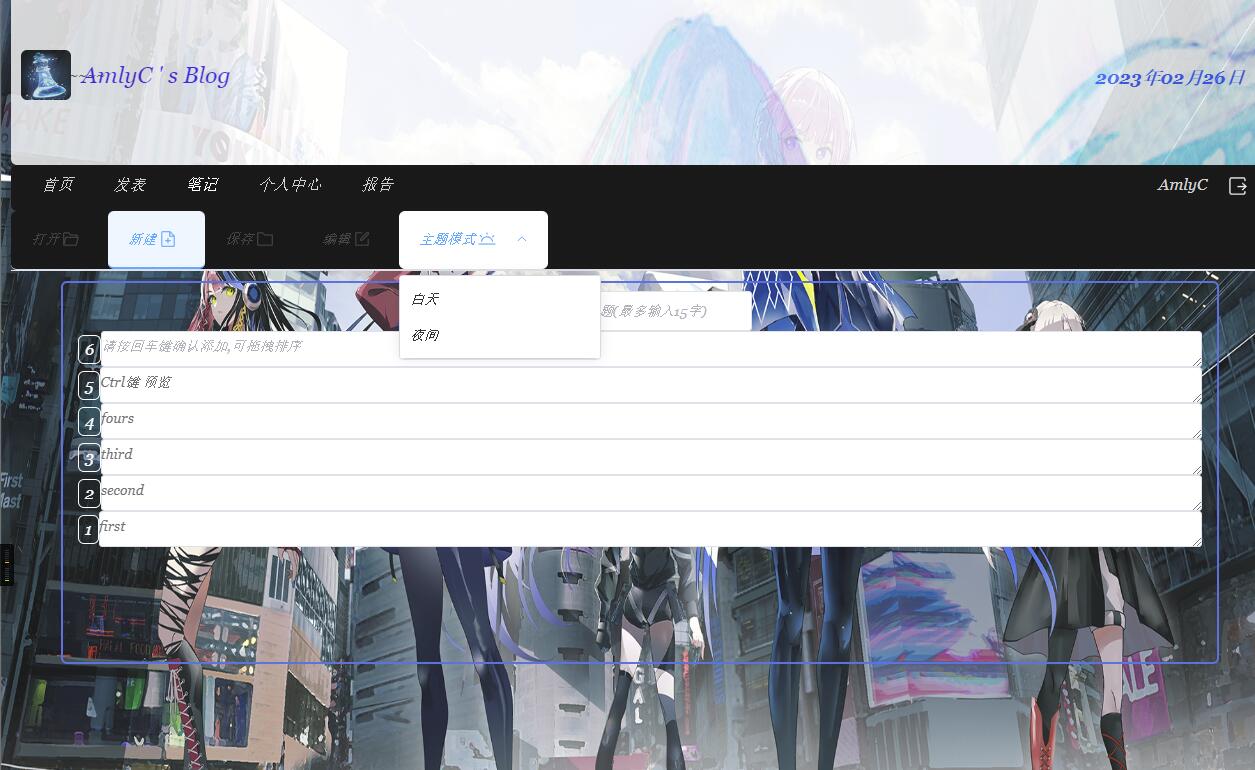 AmlyC ' s Blog
2023年02月26日
首页 发表 笔记 个人中心 报告 AmlyC
打开 新建 保存 编辑 主题模式
白天
夜间
题(最多输入15字)
6 请按回车键确认添加,可拖拽排序
5 Ctrl键 预览
4 fours
3 third
2 second
1 first
First
GAL
SALE